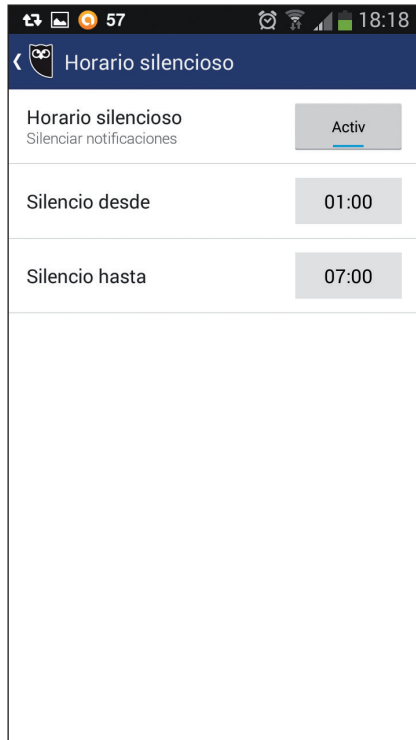 57 18:18
Horario silencioso
Horario silencioso
Silenciar notificaciones
Activ
Silencio desde 01:00
Silencio hasta 07:00